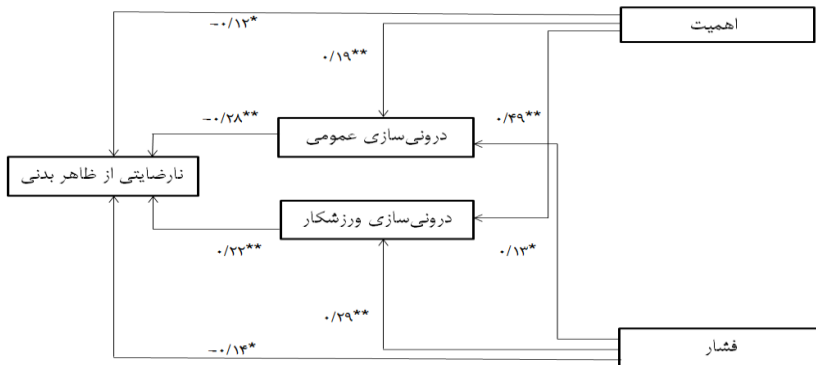 اهمیت
-۰/۱۲*
۰/۱۹**
۰/۴۹**
-۰/۲۸**
درونی‌سازی عمومی
نارضایتی از ظاهر بدنی
درونی‌سازی ورزشکار
۰/۲۲**
۰/۱۳*
۰/۲۹**
فشار
-۰/۱۴*